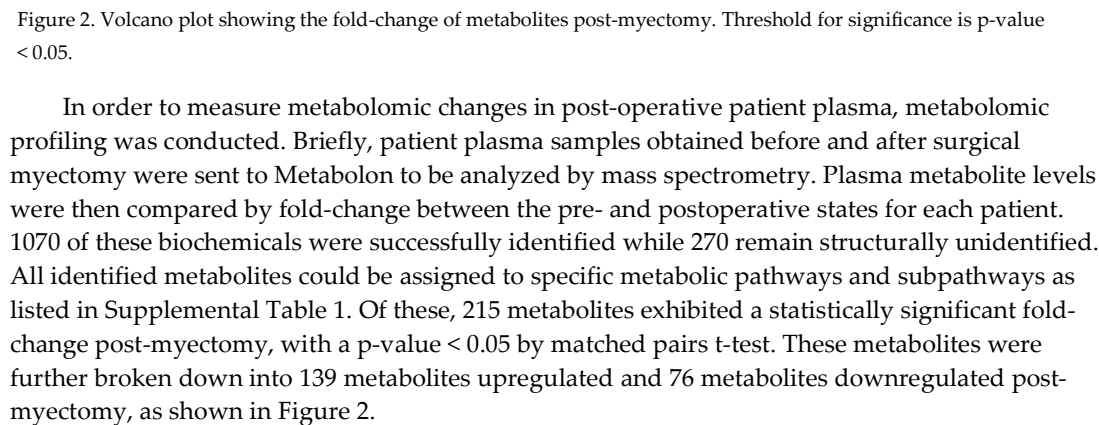 Figure 2. Volcano plot showing the fold-change of metabolites post-myectomy. Threshold for significance is p-value
< 0.05.
In order to measure metabolomic changes in post-operative patient plasma, metabolomic
profiling was conducted. Briefly, patient plasma samples obtained before and after surgical
myectomy were sent to Metabolon to be analyzed by mass spectrometry. Plasma metabolite levels
were then compared by fold-change between the pre- and postoperative states for each patient.
1070 of these biochemicals were successfully identified while 270 remain structurally unidentified.
All identified metabolites could be assigned to specific metabolic pathways and subpathways as
listed in Supplemental Table 1. Of these, 215 metabolites exhibited a statistically significant fold-
change post-myectomy, with a p-value < 0.05 by matched pairs t-test. These metabolites were
further broken down into 139 metabolites upregulated and 76 metabolites downregulated post-
myectomy, as shown in Figure 2.